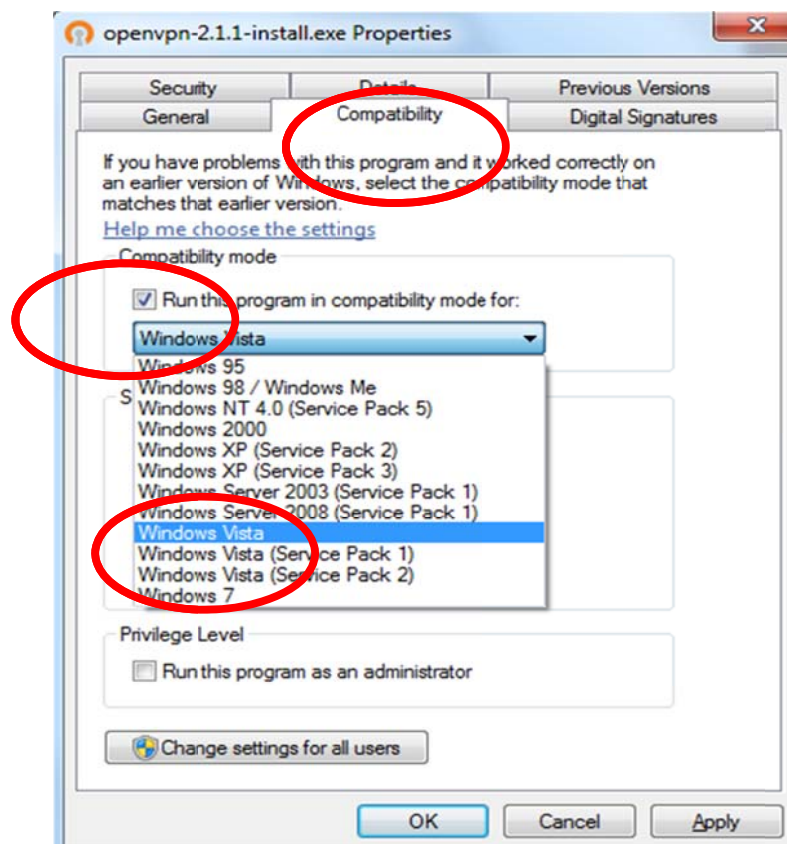 openvpn-2.1.1-install.exe Properties
Security Details Previous Versions
General Compatibility Digital Signatures
If you have problems with this program and it worked correctly on
an earlier version of Windows, select the compatibility mode that
matches that earlier version.
Help me choose the settings
Compatibility mode
Run this program in compatibility mode for:
Windows Vista
Windows 95
Windows 98 / Windows Me
Windows NT 4.0 (Service Pack 5)
S
Windows 2000
Windows XP (Service Pack 2)
Windows XP (Service Pack 3)
Windows Server 2003 (Service Pack 1)
Windows Server 2008 (Service Pack 1)
Windows Vista
Windows Vista (Service Pack 1)
Windows Vista (Service Pack 2)
Windows 7
Privilege Level
Run this program as an administrator
Change settings for all users
OK Cancel Apply